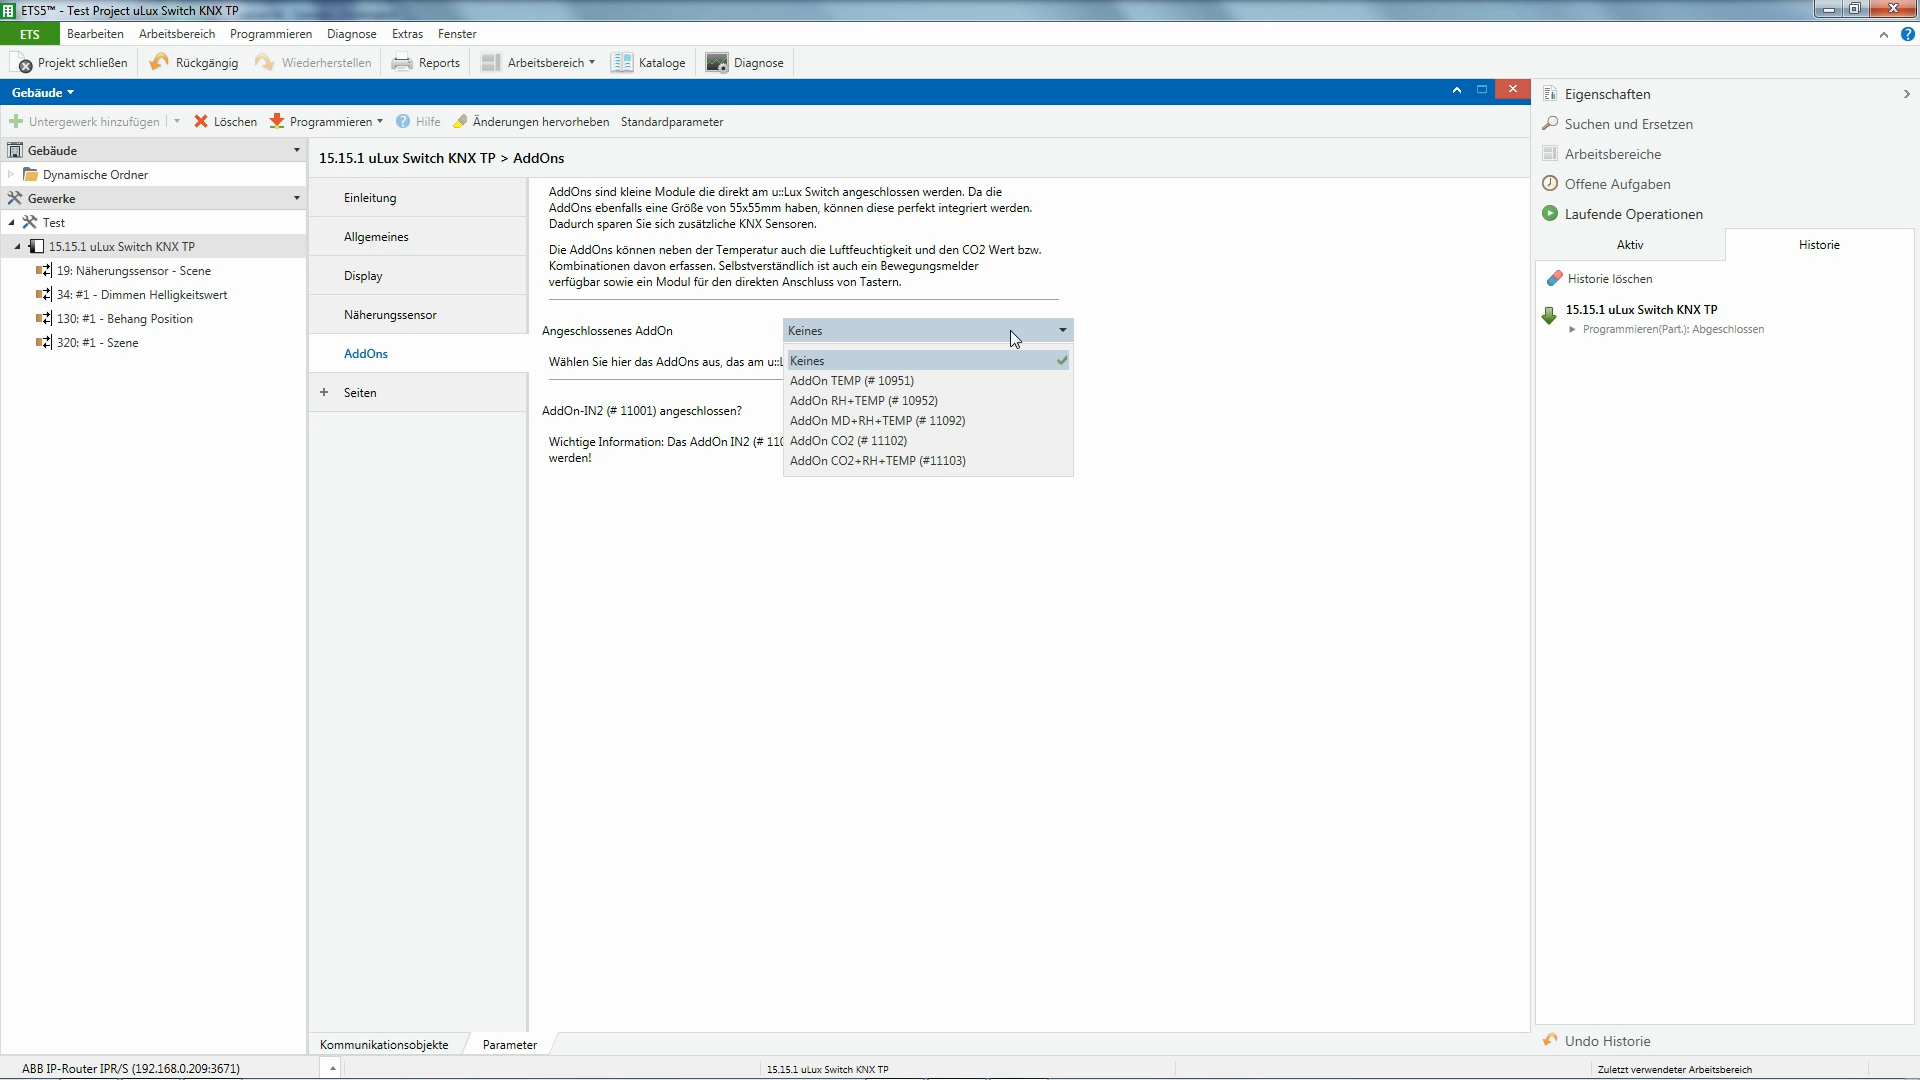 ETS5™ - Test Project uLux Switch KNX TP
ETS Bearbeiten Arbeitsbereich Programmieren Diagnose Extras Fenster
Projekt schließen Rückgängig Wiederherstellen Reports Arbeitsbereich Kataloge Diagnose
Gebäude
Untergewerk hinzufügen Löschen Programmieren Hilfe Änderungen hervorheben Standardparameter
Gebäude
Dynamische Ordner
Gewerke
Test
15.15.1 uLux Switch KNX TP
19: Näherungssensor - Scene
34: #1 - Dimmen Helligkeitswert
130: #1 - Behang Position
320: #1 - Szene
15.15.1 uLux Switch KNX TP > AddOns
Einleitung
Allgemeines
Display
Näherungssensor
AddOns
+ Seiten
AddOns sind kleine Module die direkt am u::Lux Switch angeschlossen werden. Da die
AddOns ebenfalls eine Größe von 55x55mm haben, können diese perfekt integriert werden.
Dadurch sparen Sie sich zusätzliche KNX Sensoren.
Die AddOns können neben der Temperatur auch die Luftfeuchtigkeit und den CO2 Wert bzw.
Kombinationen davon erfassen. Selbstverständlich ist auch ein Bewegungsmelder
verfügbar sowie ein Modul für den direkten Anschluss von Tastern.
Angeschlossenes AddOn Keines
Wählen Sie hier das AddOns aus, das am u::L
AddOn-IN2 (# 11001) angeschlossen?
Wichtige Information: Das AddOn IN2 (# 110
werden!
Keines
AddOn TEMP (# 10951)
AddOn RH+TEMP (# 10952)
AddOn MD+RH+TEMP (# 11092)
AddOn CO2 (# 11102)
AddOn CO2+RH+TEMP (#11103)
Kommunikationsobjekte Parameter
Eigenschaften
Suchen und Ersetzen
Arbeitsbereiche
Offene Aufgaben
Laufende Operationen
Aktiv Historie
Historie löschen
15.15.1 uLux Switch KNX TP
Programmieren(Part.): Abgeschlossen
Undo Historie
ABB IP-Router IPR/S (192.168.0.209:3671) 15.15.1 uLux Switch KNX TP Zuletzt verwendeter Arbeitsbereich